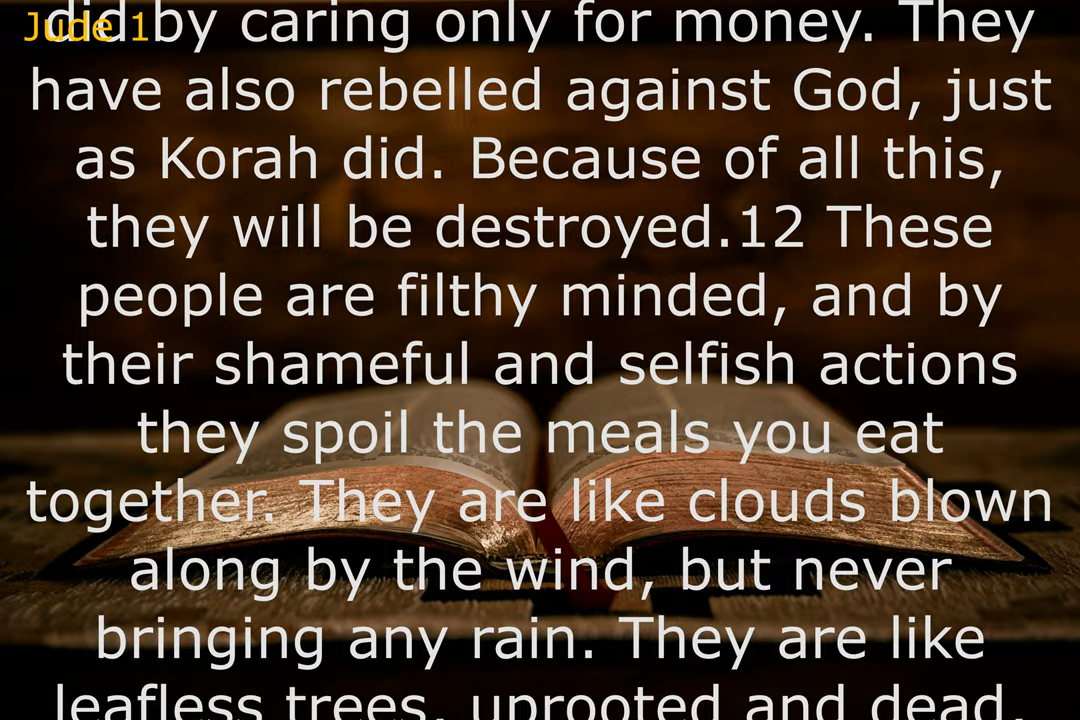 Jude 1
did by caring only for money. They
have also rebelled against God, just
as Korah did. Because of all this,
they will be destroyed.12 These
people are filthy minded, and by
their shameful and selfish actions
they spoil the meals you eat
together. They are like clouds blown
along by the wind, but never
bringing any rain. They are like
leafless trees, uprooted and dead,